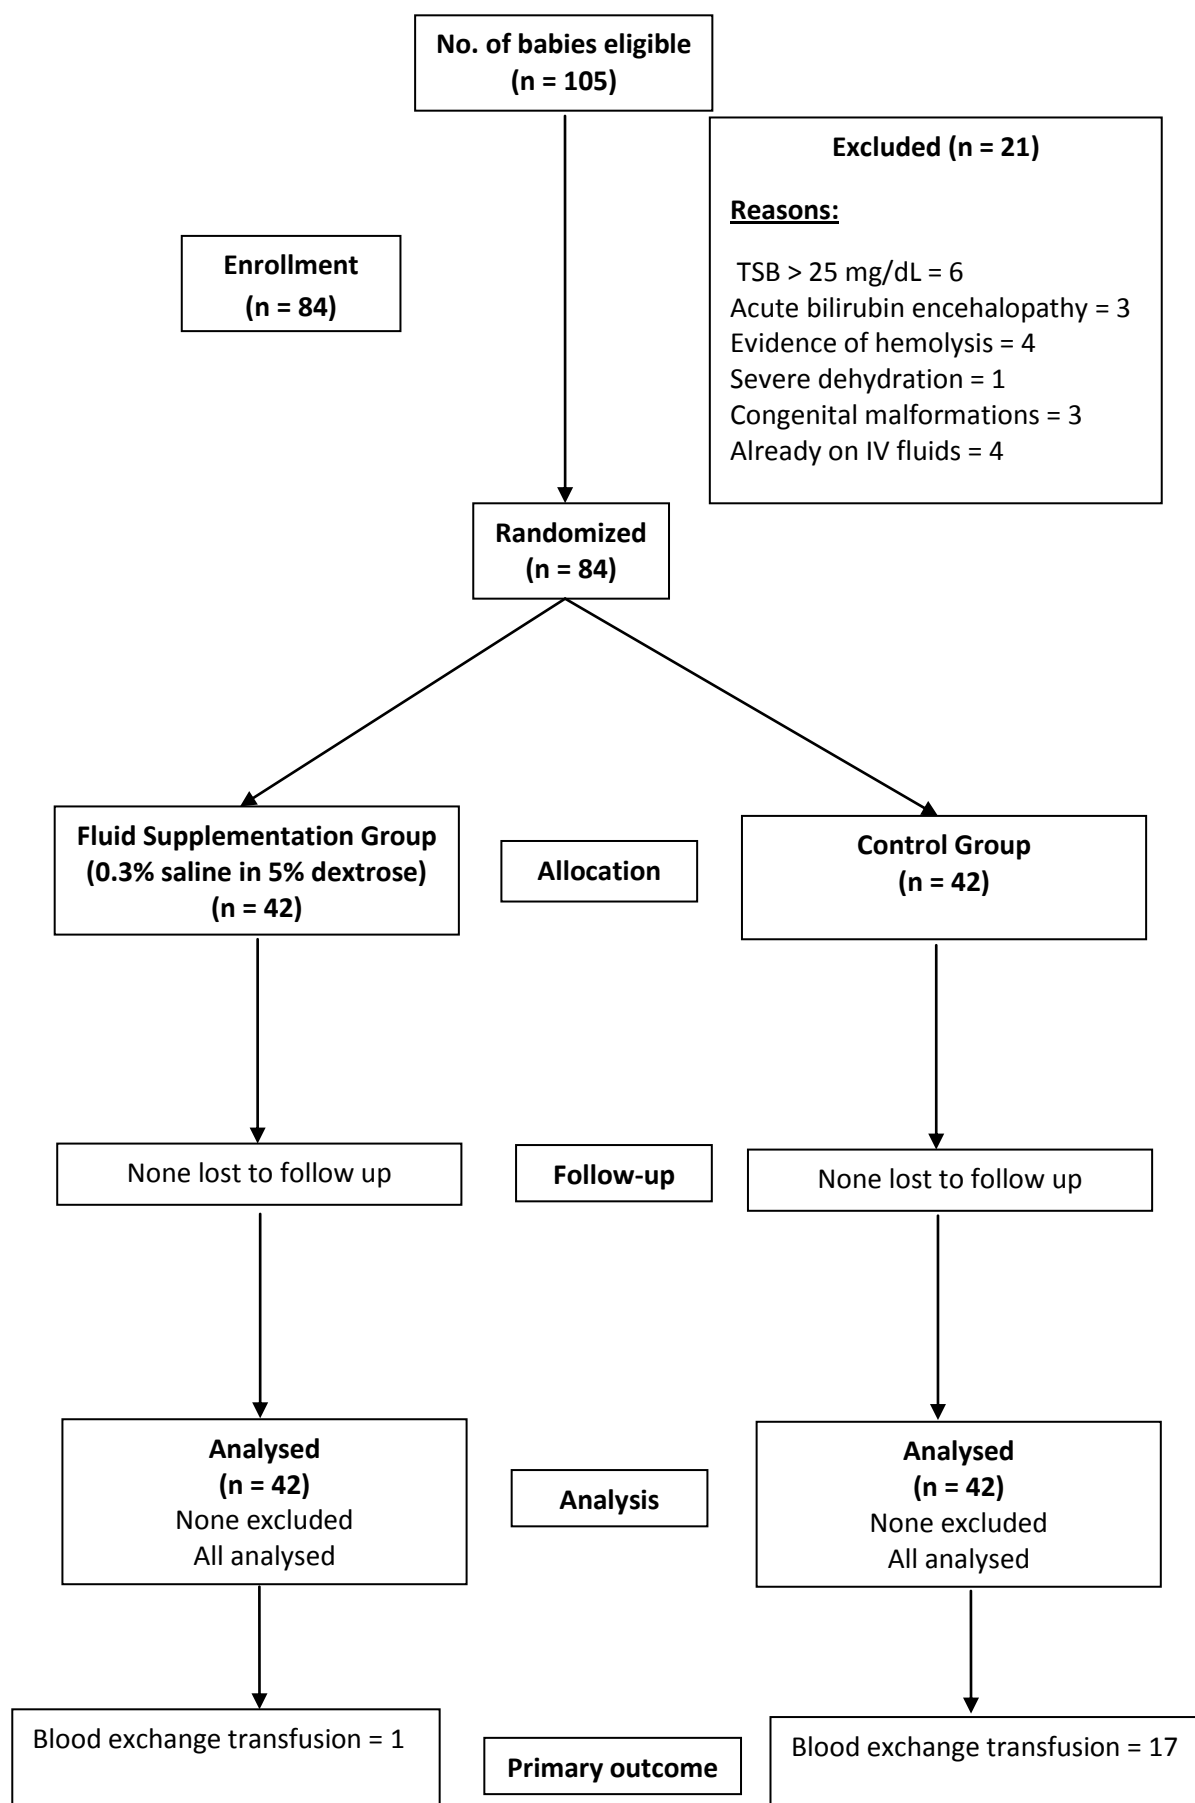 No. of babies eligible
(n = 105)
Excluded (n = 21)
Reasons:
TSB > 25 mg/dL = 6
Acute bilirubin encehalopathy = 3
Evidence of hemolysis = 4
Severe dehydration = 1
Congenital malformations = 3
Already on IV fluids = 4
Enrollment
(n = 84)
Randomized
(n = 84)
Fluid Supplementation Group
(0.3% saline in 5% dextrose)
(n = 42)
Allocation
Control Group
(n = 42)
None lost to follow up
Follow-up
None lost to follow up
Analysed
(n = 42)
None excluded
All analysed
Analysis
Analysed
(n = 42)
None excluded
All analysed
Blood exchange transfusion = 1
Primary outcome
Blood exchange transfusion = 17